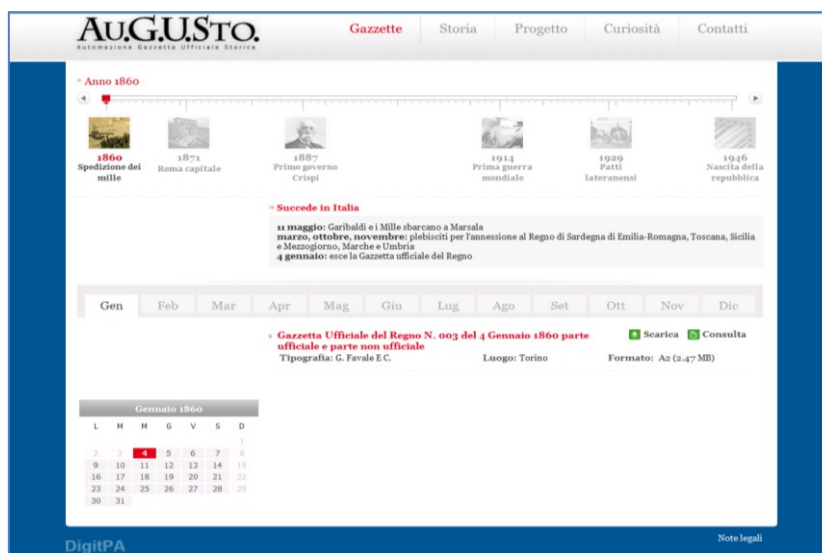 AU.G.U.STO.
Automazione Gazzetta Ufficiale Storica
Gazzette Storia Progetto Curiosità Contatti
» Anno 1860
1860 1871 1887 1914 1929 1946
Spedizione dei Roma capitale Primo governo Prima guerra Patti Nascita della
mille Crispi mondiale lateranensi repubblica
» Succede in Italia
11 maggio: Garibaldi e i Mille sbarcano a Marsala
marzo, ottobre, novembre: plebisciti per l'annessione al Regno di Sardegna di Emilia-Romagna, Toscana, Sicilia
e Mezzogiorno, Marche e Umbria
4 gennaio: esce la Gazzetta ufficiale del Regno
Gen Feb Mar Apr Mag Giu Lug Ago Set Ott Nov Dic
» Gazzetta Ufficiale del Regno N. 003 del 4 Gennaio 1860 parte Scarica Consulta
ufficiale e parte non ufficiale
Tipografia: G. Favale E C. Luogo: Torino Formato: A2 (2.47 MB)
Gennaio 1860
L M M G V S D
1
2 3 4 5 6 7 8
9 10 11 12 13 14 15
16 17 18 19 20 21 22
23 24 25 26 27 28 29
30 31
Note legali
DigitPA